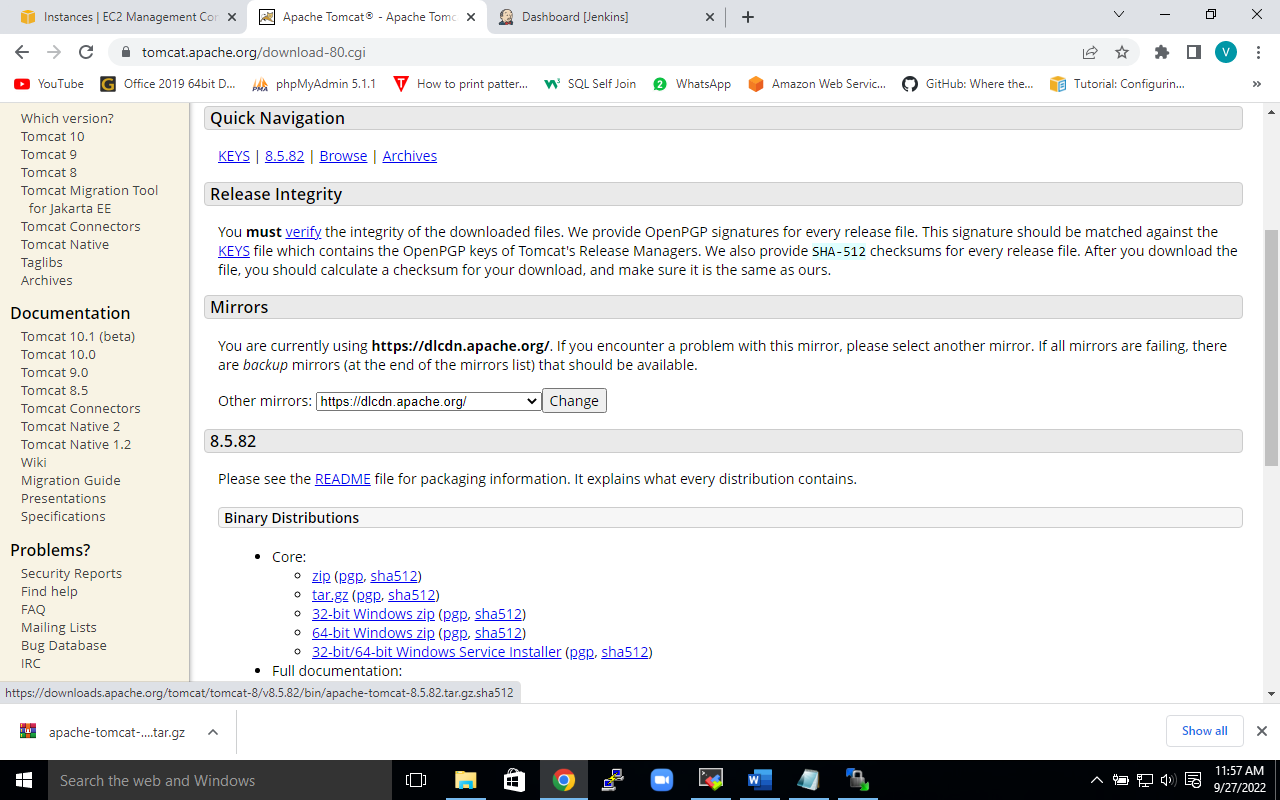 Instances | EC2 Management Con
Apache Tomcat® - Apache Tomc
Dashboard [Jenkins]
tomcat.apache.org/download-80.cgi
V
YouTube
Office 2019 64bit D...
phpMyAdmin 5.1.1
How to print patter...
SQL Self Join
2 WhatsApp
Amazon Web Servic...
GitHub: Where the...
Tutorial: Configurin...
»
Which version?
Tomcat 10
Tomcat 9
Tomcat 8
Tomcat Migration Tool
for Jakarta EE
Tomcat Connectors
Tomcat Native
Taglibs
Archives
Documentation
Tomcat 10.1 (beta)
Tomcat 10.0
Tomcat 9.0
Tomcat 8.5
Tomcat Connectors
Tomcat Native 2
Tomcat Native 1.2
Wiki
Migration Guide
Presentations
Specifications
Problems?
Security Reports
Find help
FAQ
Mailing Lists
Bug Database
IRC
Quick Navigation
KEYS | 8.5.82 | Browse | Archives
Release Integrity
You must verify the integrity of the downloaded files. We provide OpenPGP signatures for every release file. This signature should be matched against the
KEYS file which contains the OpenPGP keys of Tomcat's Release Managers. We also provide SHA-512 checksums for every release file. After you download the
file, you should calculate a checksum for your download, and make sure it is the same as ours.
Mirrors
You are currently using https://dlcdn.apache.org/. If you encounter a problem with this mirror, please select another mirror. If all mirrors are failing, there
are backup mirrors (at the end of the mirrors list) that should be available.
Other mirrors: https://dlcdn.apache.org/ Change
8.5.82
Please see the README file for packaging information. It explains what every distribution contains.
Binary Distributions
• Core:
zip (pgp, sha512)
tar.gz (pgp, sha512)
32-bit Windows zip (pgp, sha512)
64-bit Windows zip (pgp, sha512)
32-bit/64-bit Windows Service Installer (pgp, sha512)
• Full documentation:
https://downloads.apache.org/tomcat/tomcat-8/v8.5.82/bin/apache-tomcat-8.5.82.tar.gz.sha512
apache-tomcat-....tar.gz
Show all
Search the web and Windows
11:57 AM
9/27/2022